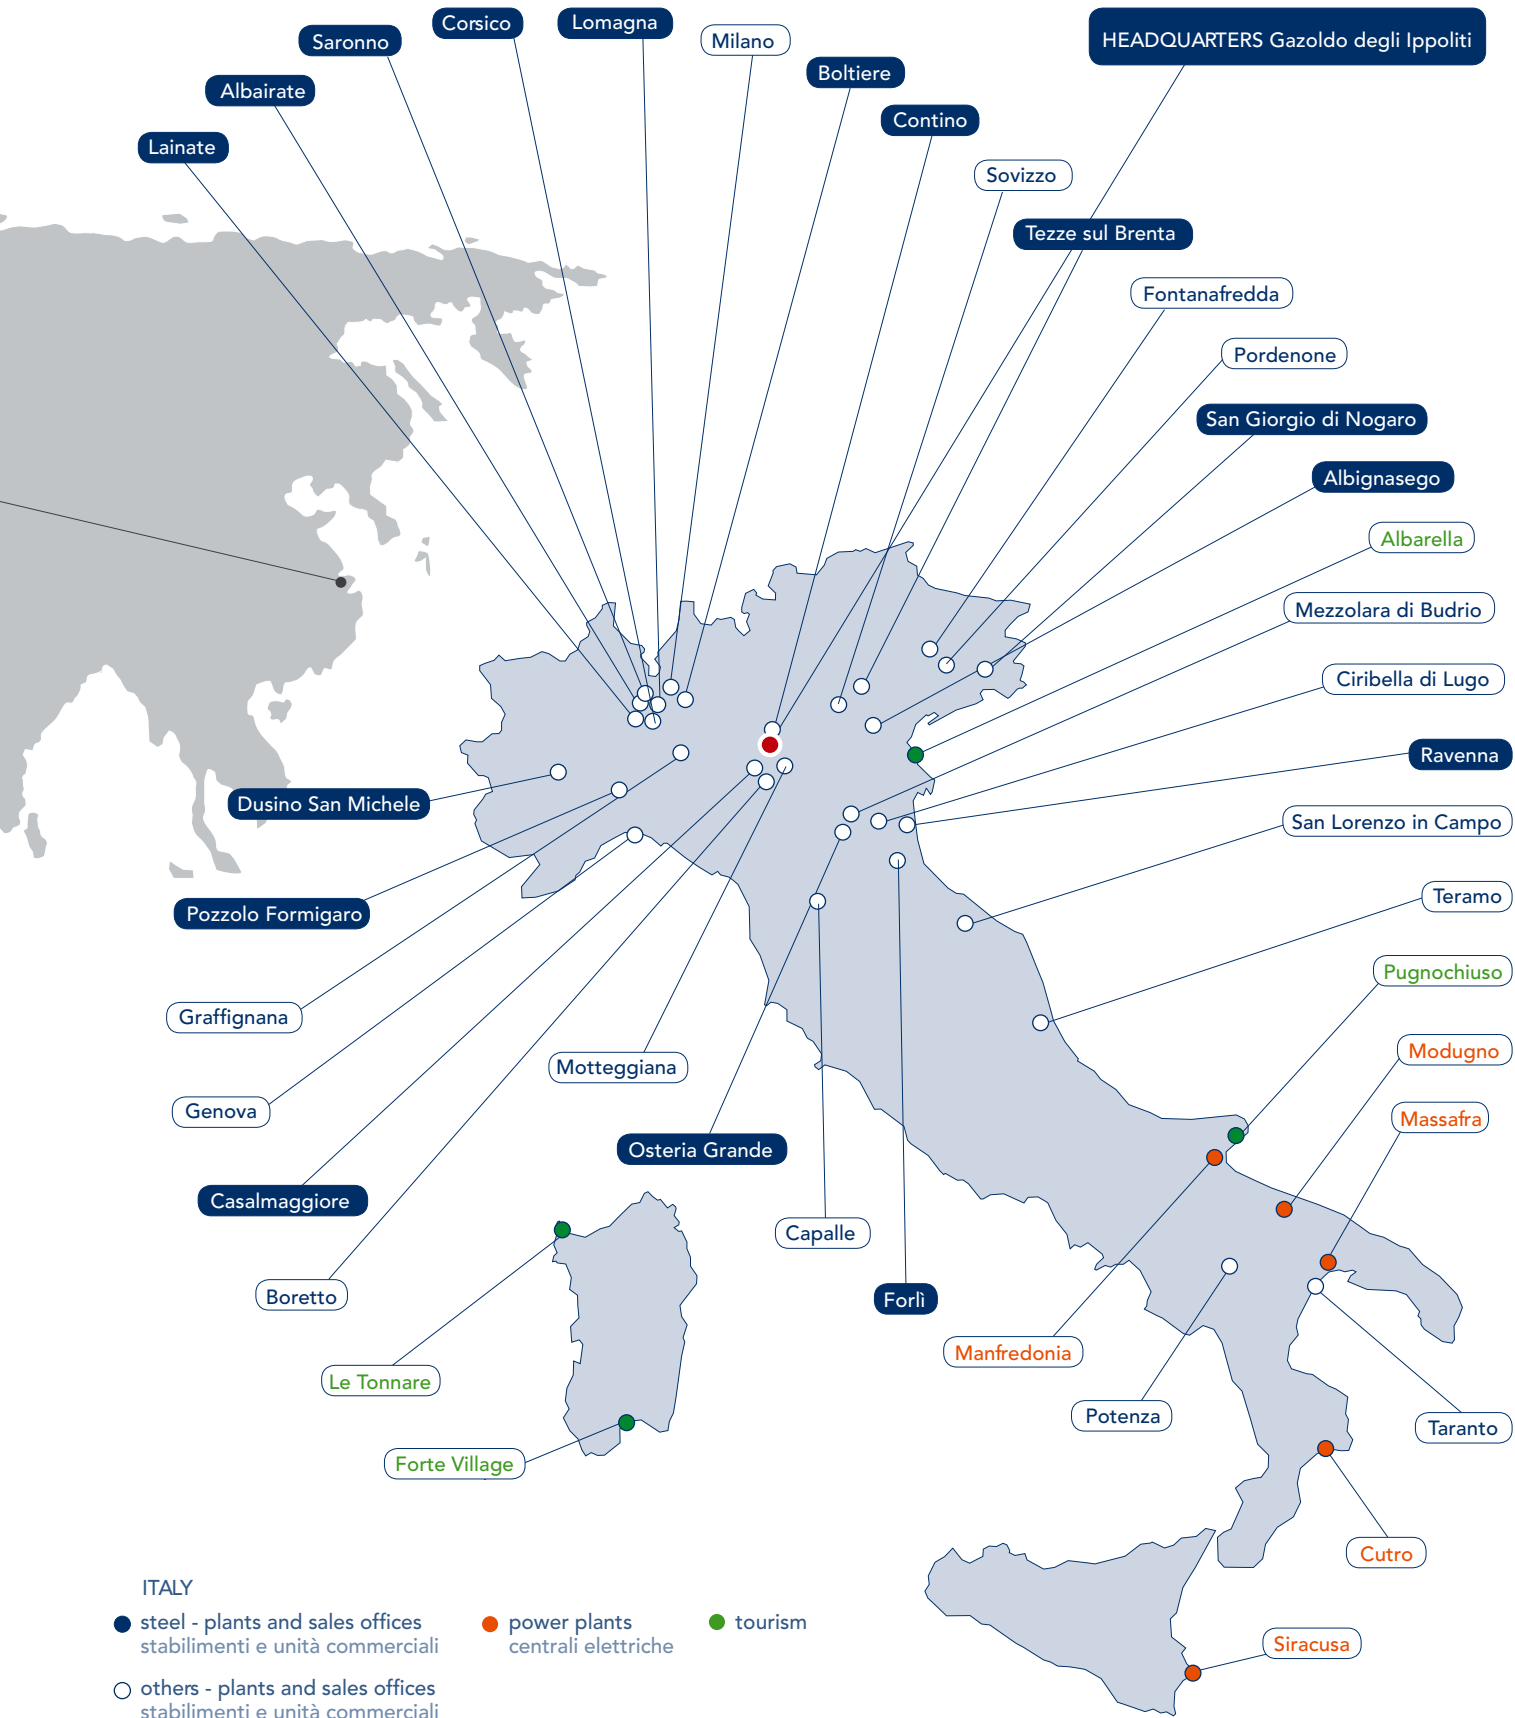 Corsico
Lomagna
HEADQUARTERS Gazoldo degli Ippoliti
Saronno
Milano
Boltiere
Albairate
Contino
Lainate
Sovizzo
Tezze sul Brenta
Fontanafredda
Pordenone
San Giorgio di Nogaro
Albignasego
Albarella
Mezzolara di Budrio
Ciribella di Lugo
Ravenna
Dusino San Michele
San Lorenzo in Campo
Teramo
Pozzolo Formigaro
Pugnochiuso
Graffignana
Modugno
Motteggiana
Genova
Massafra
Osteria Grande
Casalmaggiore
Capalle
Boretto
Forlì
Manfredonia
Le Tonnare
Potenza
Taranto
Forte Village
Cutro
Siracusa
ITALY
steel - plants and sales offices
stabilimenti e unità commerciali
power plants
centrali elettriche
tourism
others - plants and sales offices
stabilimenti e unità commerciali